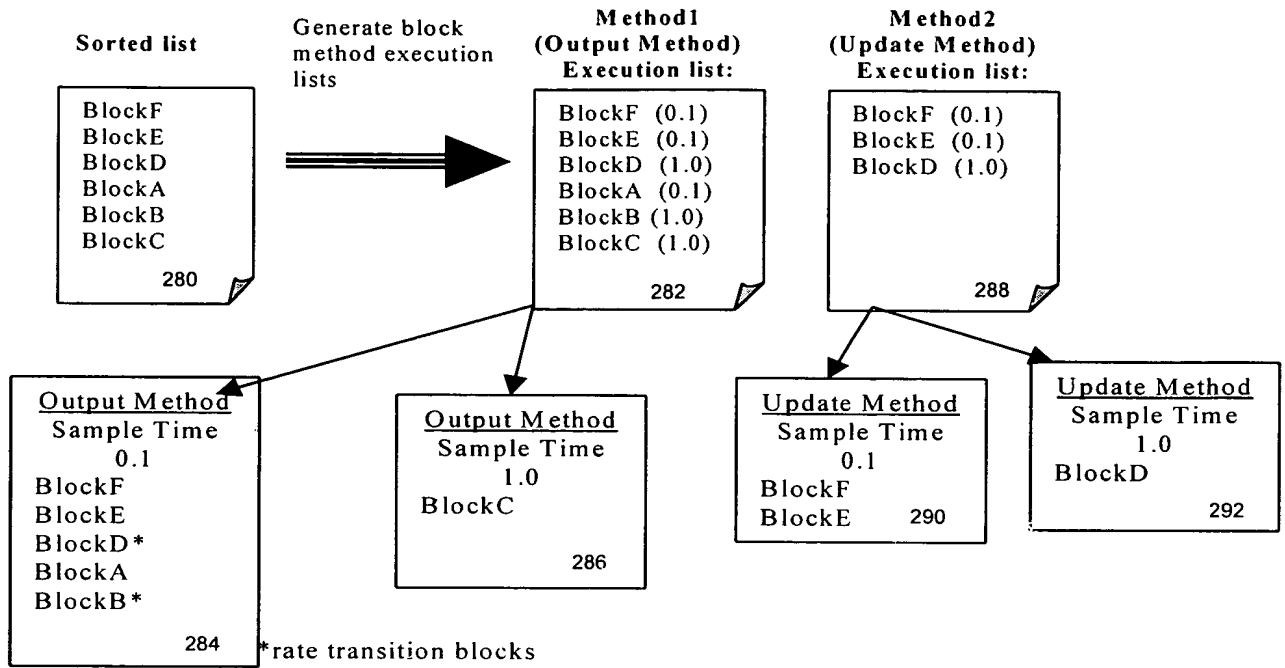 Sorted list
BlockF
BlockE
BlockD
BlockA
BlockB
BlockC
280
Generate block
method execution
lists
Method1
(Output Method)
Execution list:
BlockF (0.1)
BlockE (0.1)
BlockD (1.0)
BlockA (0.1)
BlockB (1.0)
BlockC (1.0)
282
Method2
(Update Method)
Execution list:
BlockF (0.1)
BlockE (0.1)
BlockD (1.0)
288
Output Method
Sample Time
0.1
BlockF
BlockE
BlockD*
BlockA
BlockB*
284
*rate transition blocks
Output Method
Sample Time
1.0
BlockC
286
Update Method
Sample Time
0.1
BlockF
BlockE 290
Update Method
Sample Time
1.0
BlockD
292